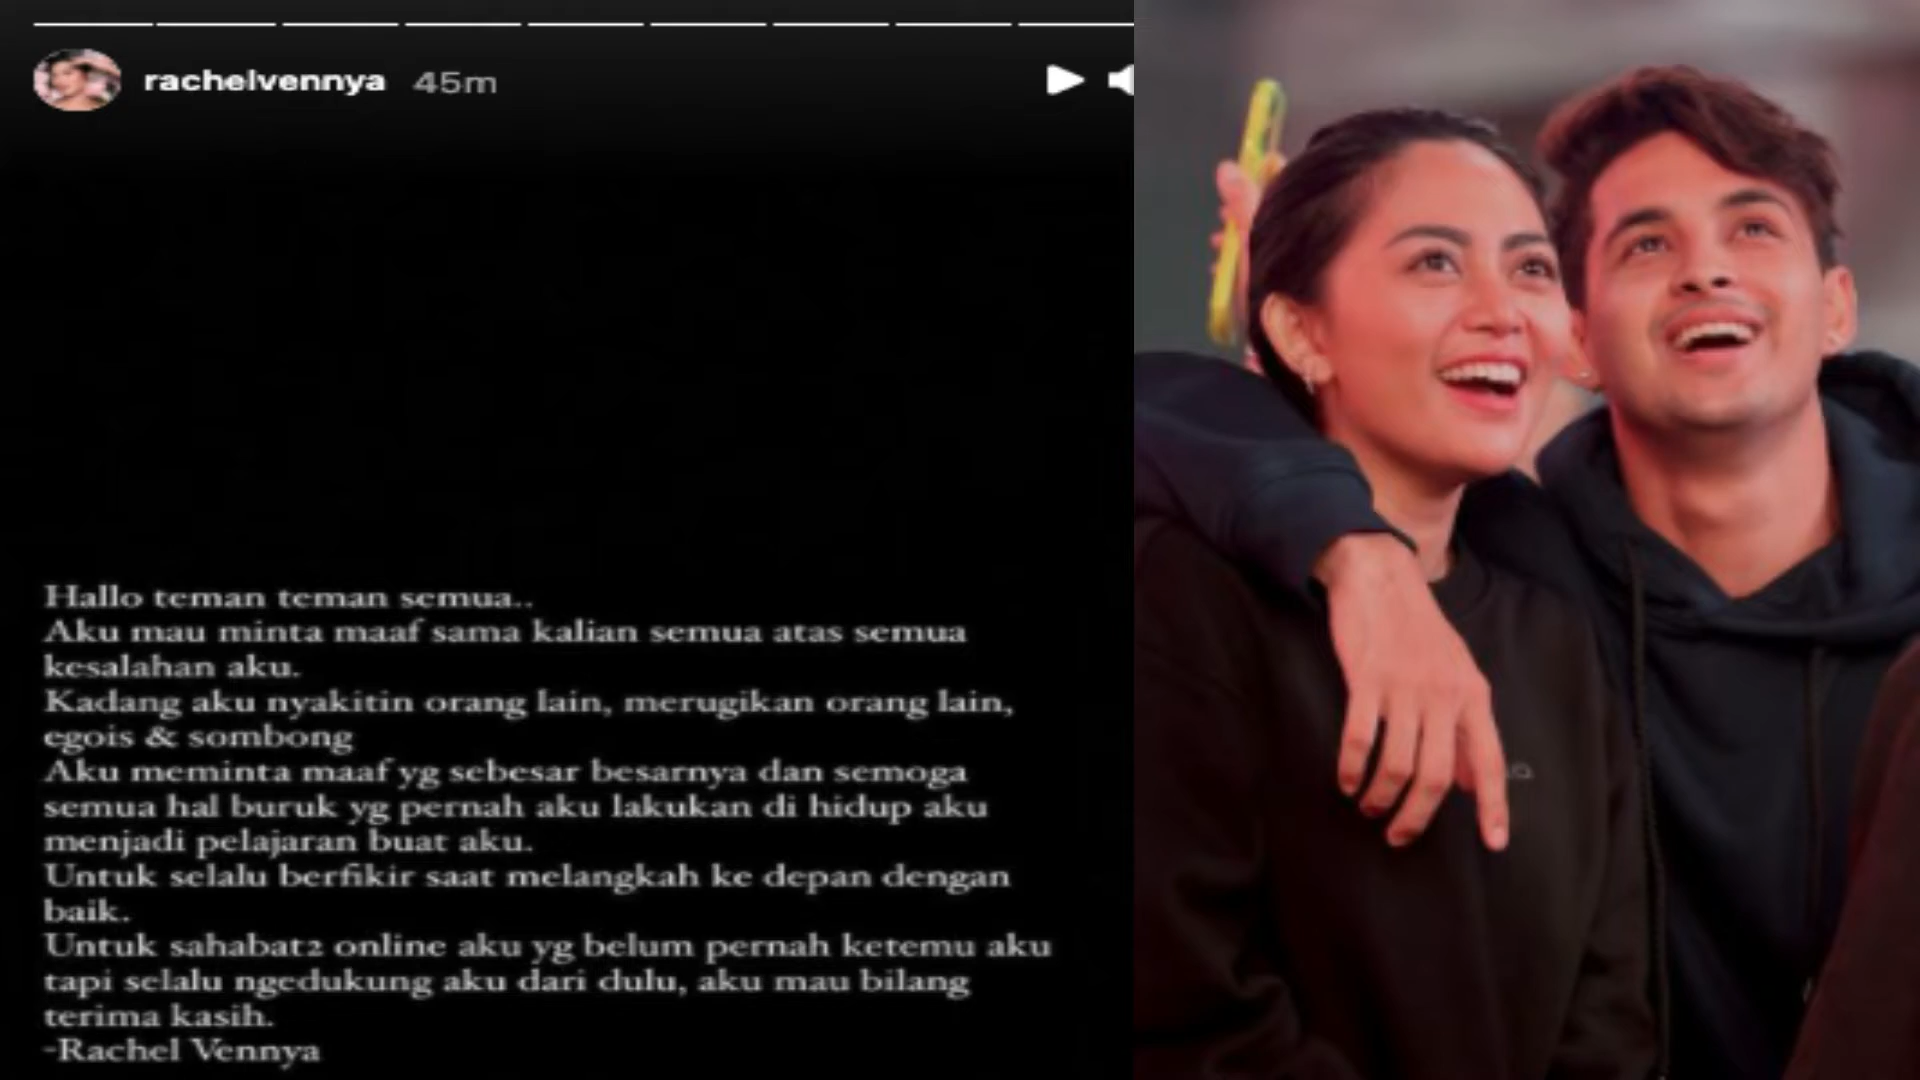 rachelvennya 45m
Hallo teman teman semua..
Aku mau minta maaf sama kalian semua atas semua
kesalahan aku.
Kadang aku nyakitin orang lain, merugikan orang lain,
egois & sombong
Aku meminta maaf yg sebesar besarnya dan semoga
semua hal buruk yg pernah aku lakukan di hidup aku
menjadi pelajaran buat aku.
Untuk selalu berfikir saat melangkah ke depan dengan
baik.
Untuk sahabat2 online aku yg belum pernah ketemu aku
tapi selalu ngedukung aku dari dulu, aku mau bilang
terima kasih.
-Rachel Vennya